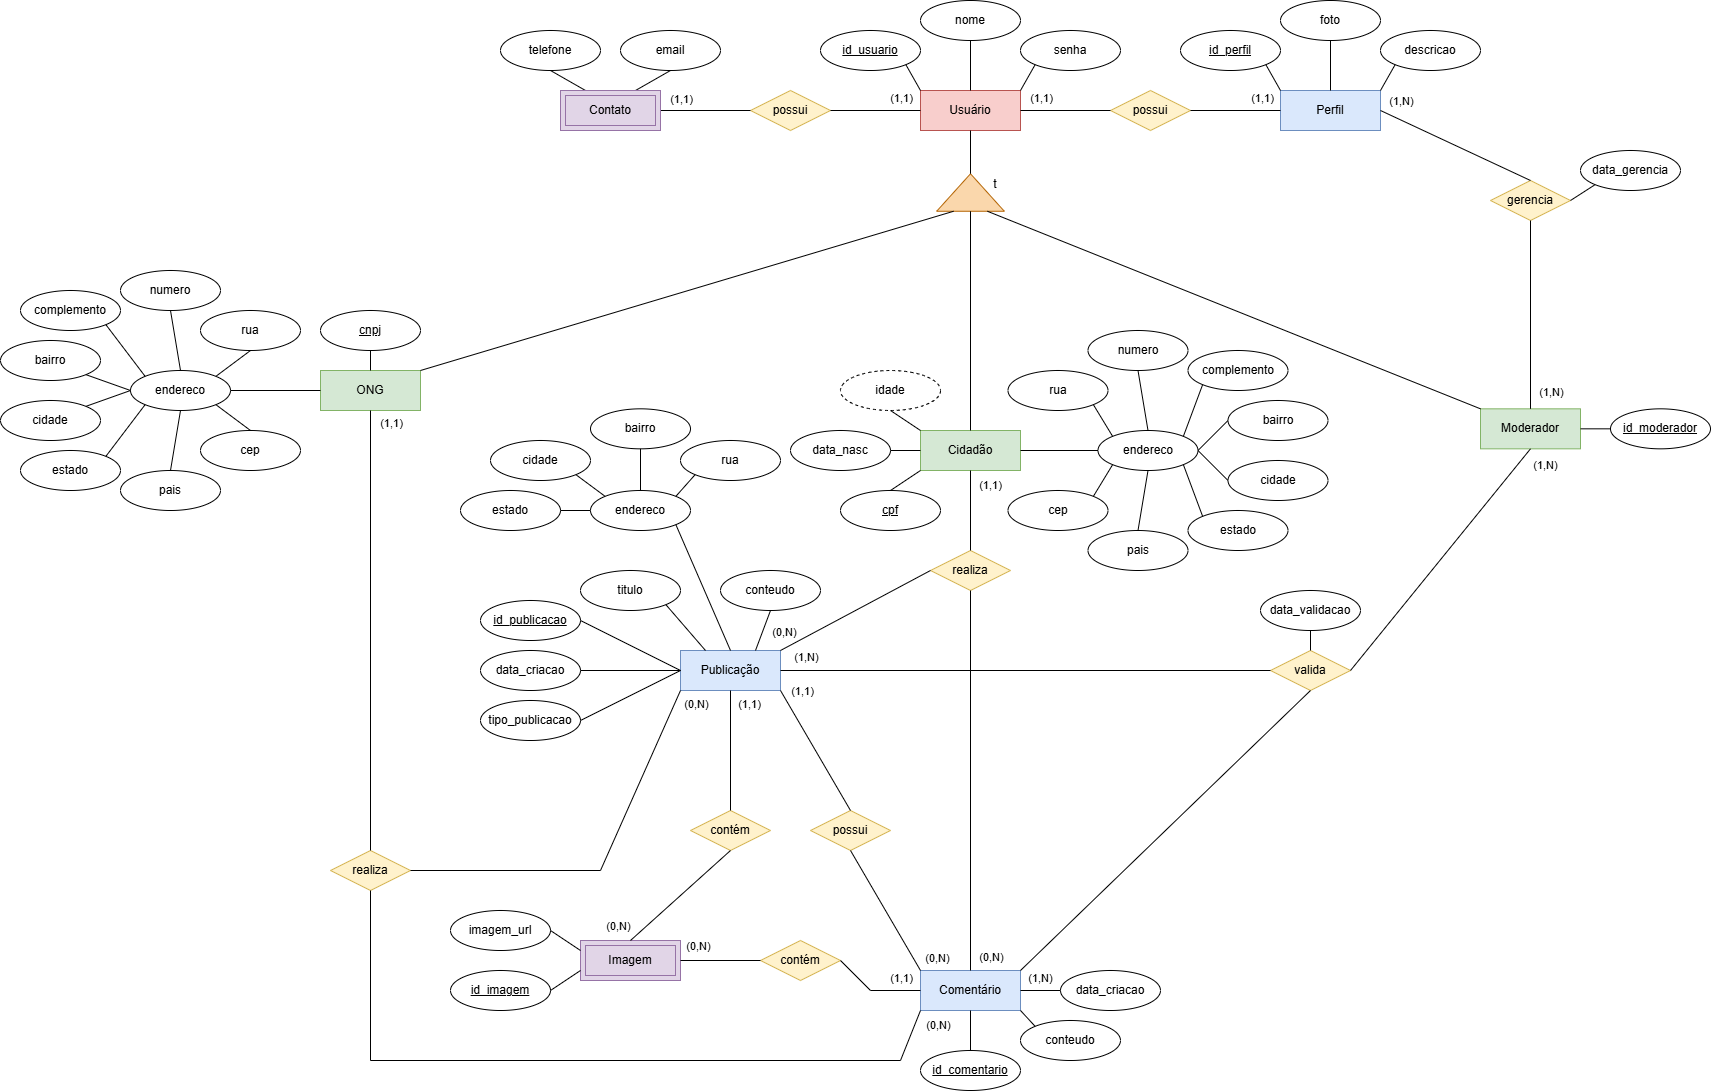 nome
foto
telefone
email
id_usuario
senha
id_perfil
descricao
Contato
(1,1)
possui
(1,1)
Usuário
(1,1)
possui
(1,1)
Perfil
(1,N)
data_gerencia
t
gerencia
numero
complemento
rua
cnpj
bairro
endereco
ONG
cidade
(1,1)
cep
estado
pais
numero
complemento
idade
rua
(1,N)
bairro
data_nasc
Cidadão
endereco
cidade
(1,1)
cpf
cep
estado
pais
Moderador
id_moderador
(1,N)
bairro
cidade
rua
estado
endereco
realiza
titulo
conteudo
id_publicacao
(0,N)
data_validacao
data_criacao
Publicação
(1,N)
valida
(1,1)
(0,N)
(1,1)
tipo_publicacao
contém
possui
realiza
imagem_url
(0,N)
(0,N)
Imagem
contém
id_imagem
(0,N)
(0,N)
(1,1)
Comentário
(1,N)
data_criacao
(0,N)
conteudo
id_comentario